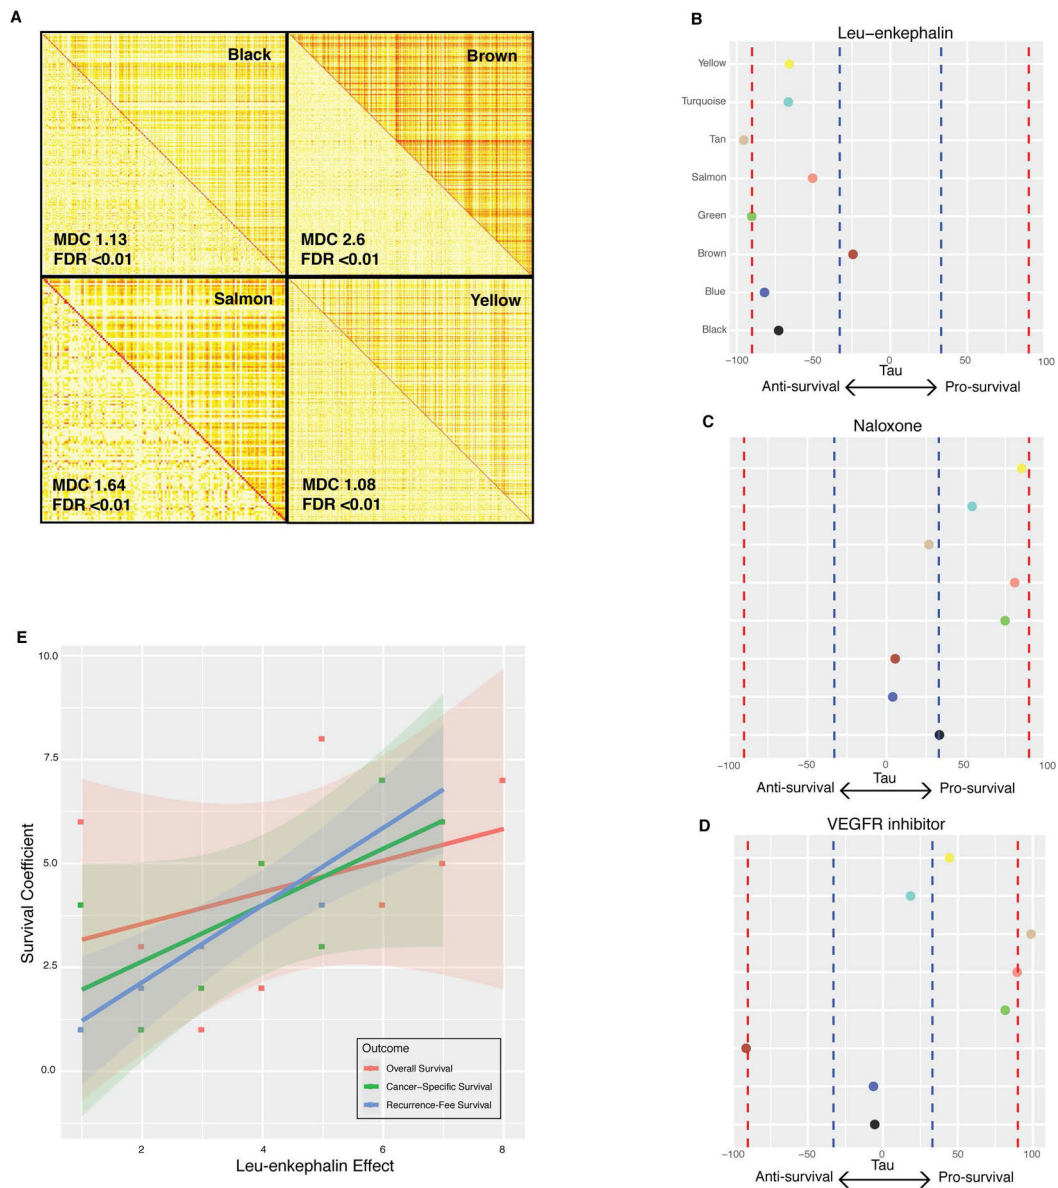 A
Black
MDC 1.13
FDR <0.01
Brown
MDC 2.6
FDR <0.01
Salmon
MDC 1.64
FDR <0.01
Yellow
MDC 1.08
FDR <0.01
B
Leu-enkephalin
Yellow
Turquoise
Tan
Salmon
Green
Brown
Blue
Black
−100 −50 0 50 100
Tau
Anti-survival Pro-survival
C
Naloxone
−100 −50 0 50 100
Tau
Anti-survival Pro-survival
D
VEGFR inhibitor
−100 −50 0 50 100
Tau
Anti-survival Pro-survival
E
Survival Coefficient
10.0
7.5
5.0
2.5
0.0
Outcome
Overall Survival
Cancer-Specific Survival
Recurrence-Fee Survival
2 4 6 8
Leu-enkephalin Effect